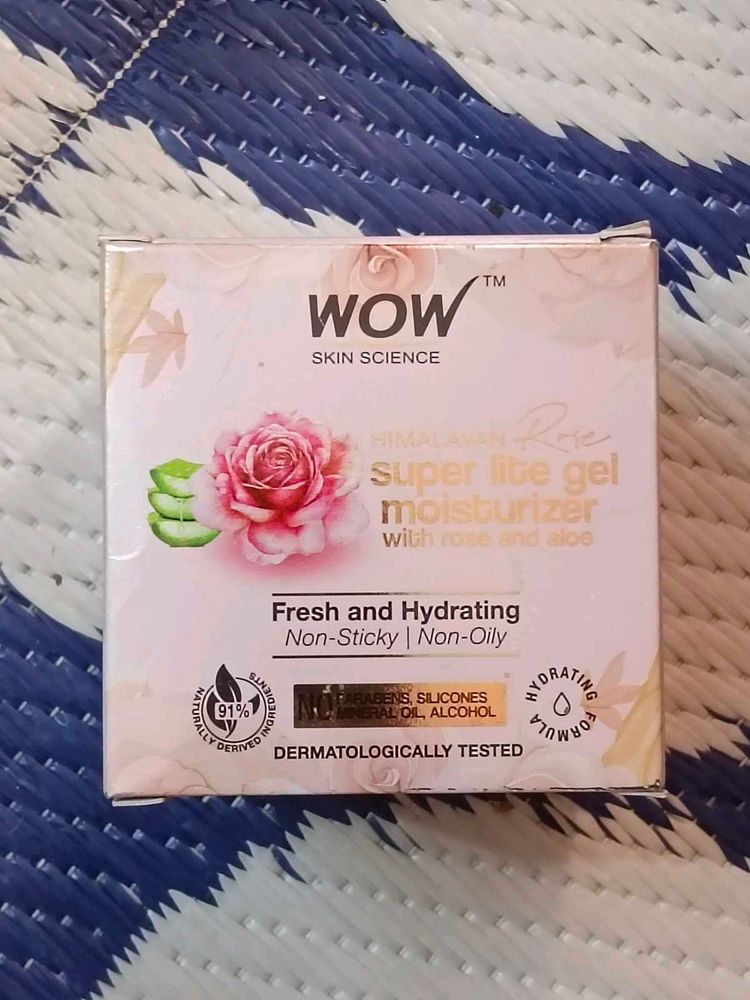 WOW™
SKIN SCIENCE
HIMALAYAN Rose
super lite gel
moisturizer
with rose and aloe
Fresh and Hydrating
Non-Sticky | Non-Oily
91%
NATURALLY DERIVED INGREDIENTS
NO PARABENS, SILICONES
MINERAL OIL, ALCOHOL
HYDRATING FORMULA
DERMATOLOGICALLY TESTED